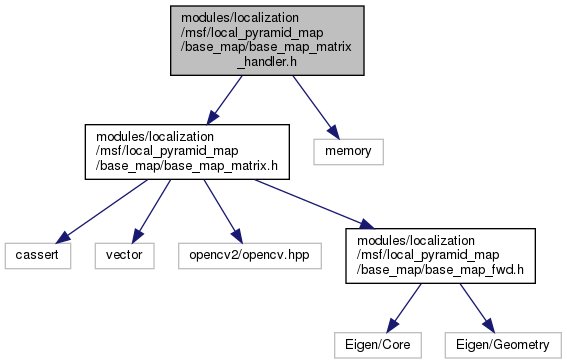 modules/localization
/msf/local_pyramid_map
/base_map/base_map_matrix
_handler.h
modules/localization
/msf/local_pyramid_map
/base_map/base_map_matrix.h
memory
cassert
vector
opencv2/opencv.hpp
modules/localization
/msf/local_pyramid_map
/base_map/base_map_fwd.h
Eigen/Core
Eigen/Geometry